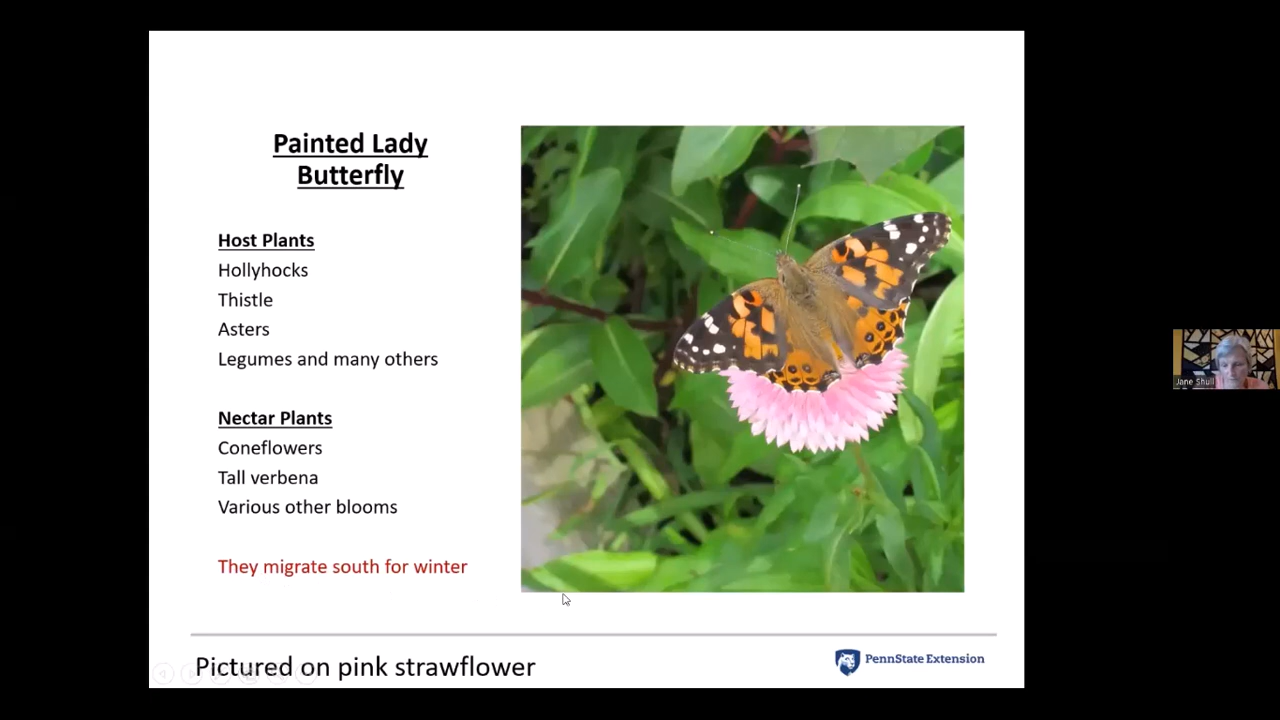 Painted Lady
Butterfly
Host Plants
Hollyhocks
Thistle
Asters
Legumes and many others
Nectar Plants
Coneflowers
Tall verbena
Various other blooms
They migrate south for winter
Pictured on pink strawflower
PennState Extension
Jane Shull